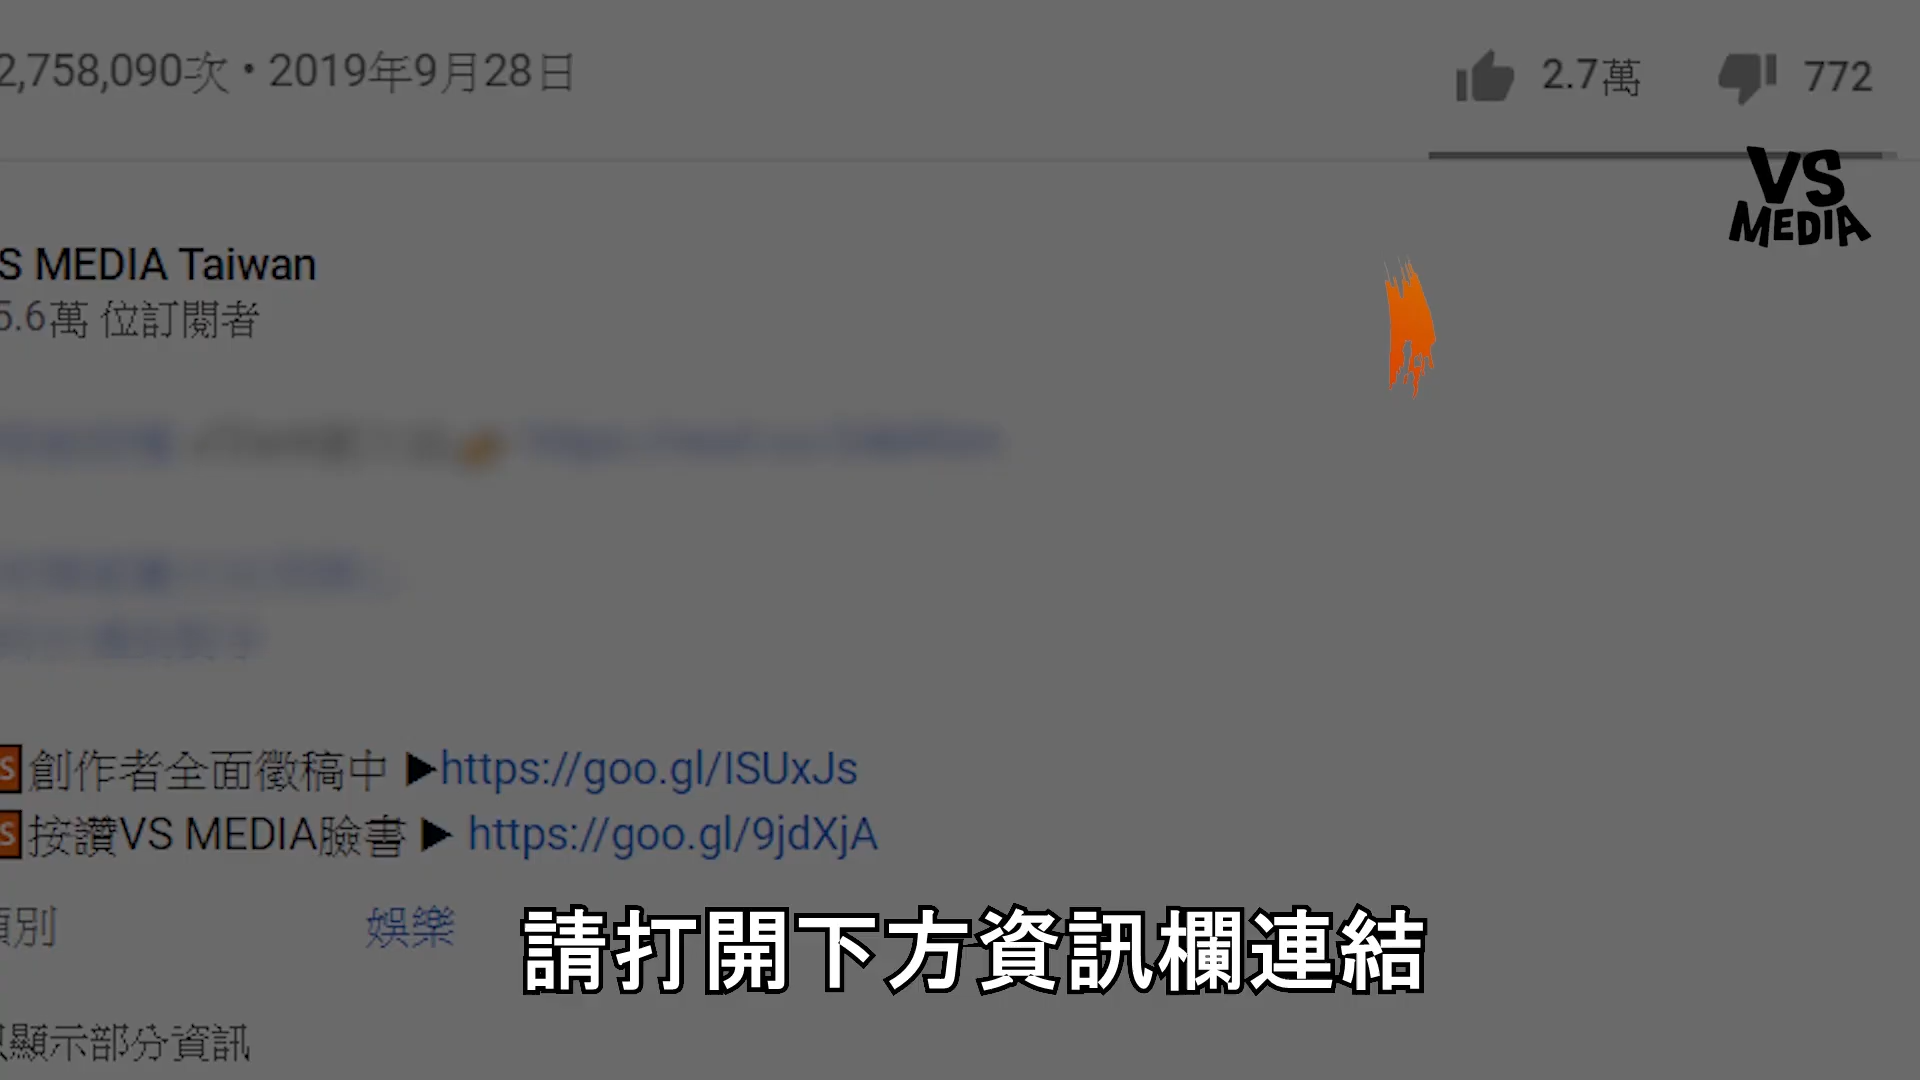 2,758,090次 • 2019年9月28日
2.7萬
772
VS
MEDIA
S MEDIA Taiwan
5.6萬 位訂閱者
S創作者全面徵稿中 ▶https://goo.gl/ISUxJs
S按讚VS MEDIA臉書 ▶ https://goo.gl/9jdXjA
類別 娛樂
請打開下方資訊欄連結
只顯示部分資訊